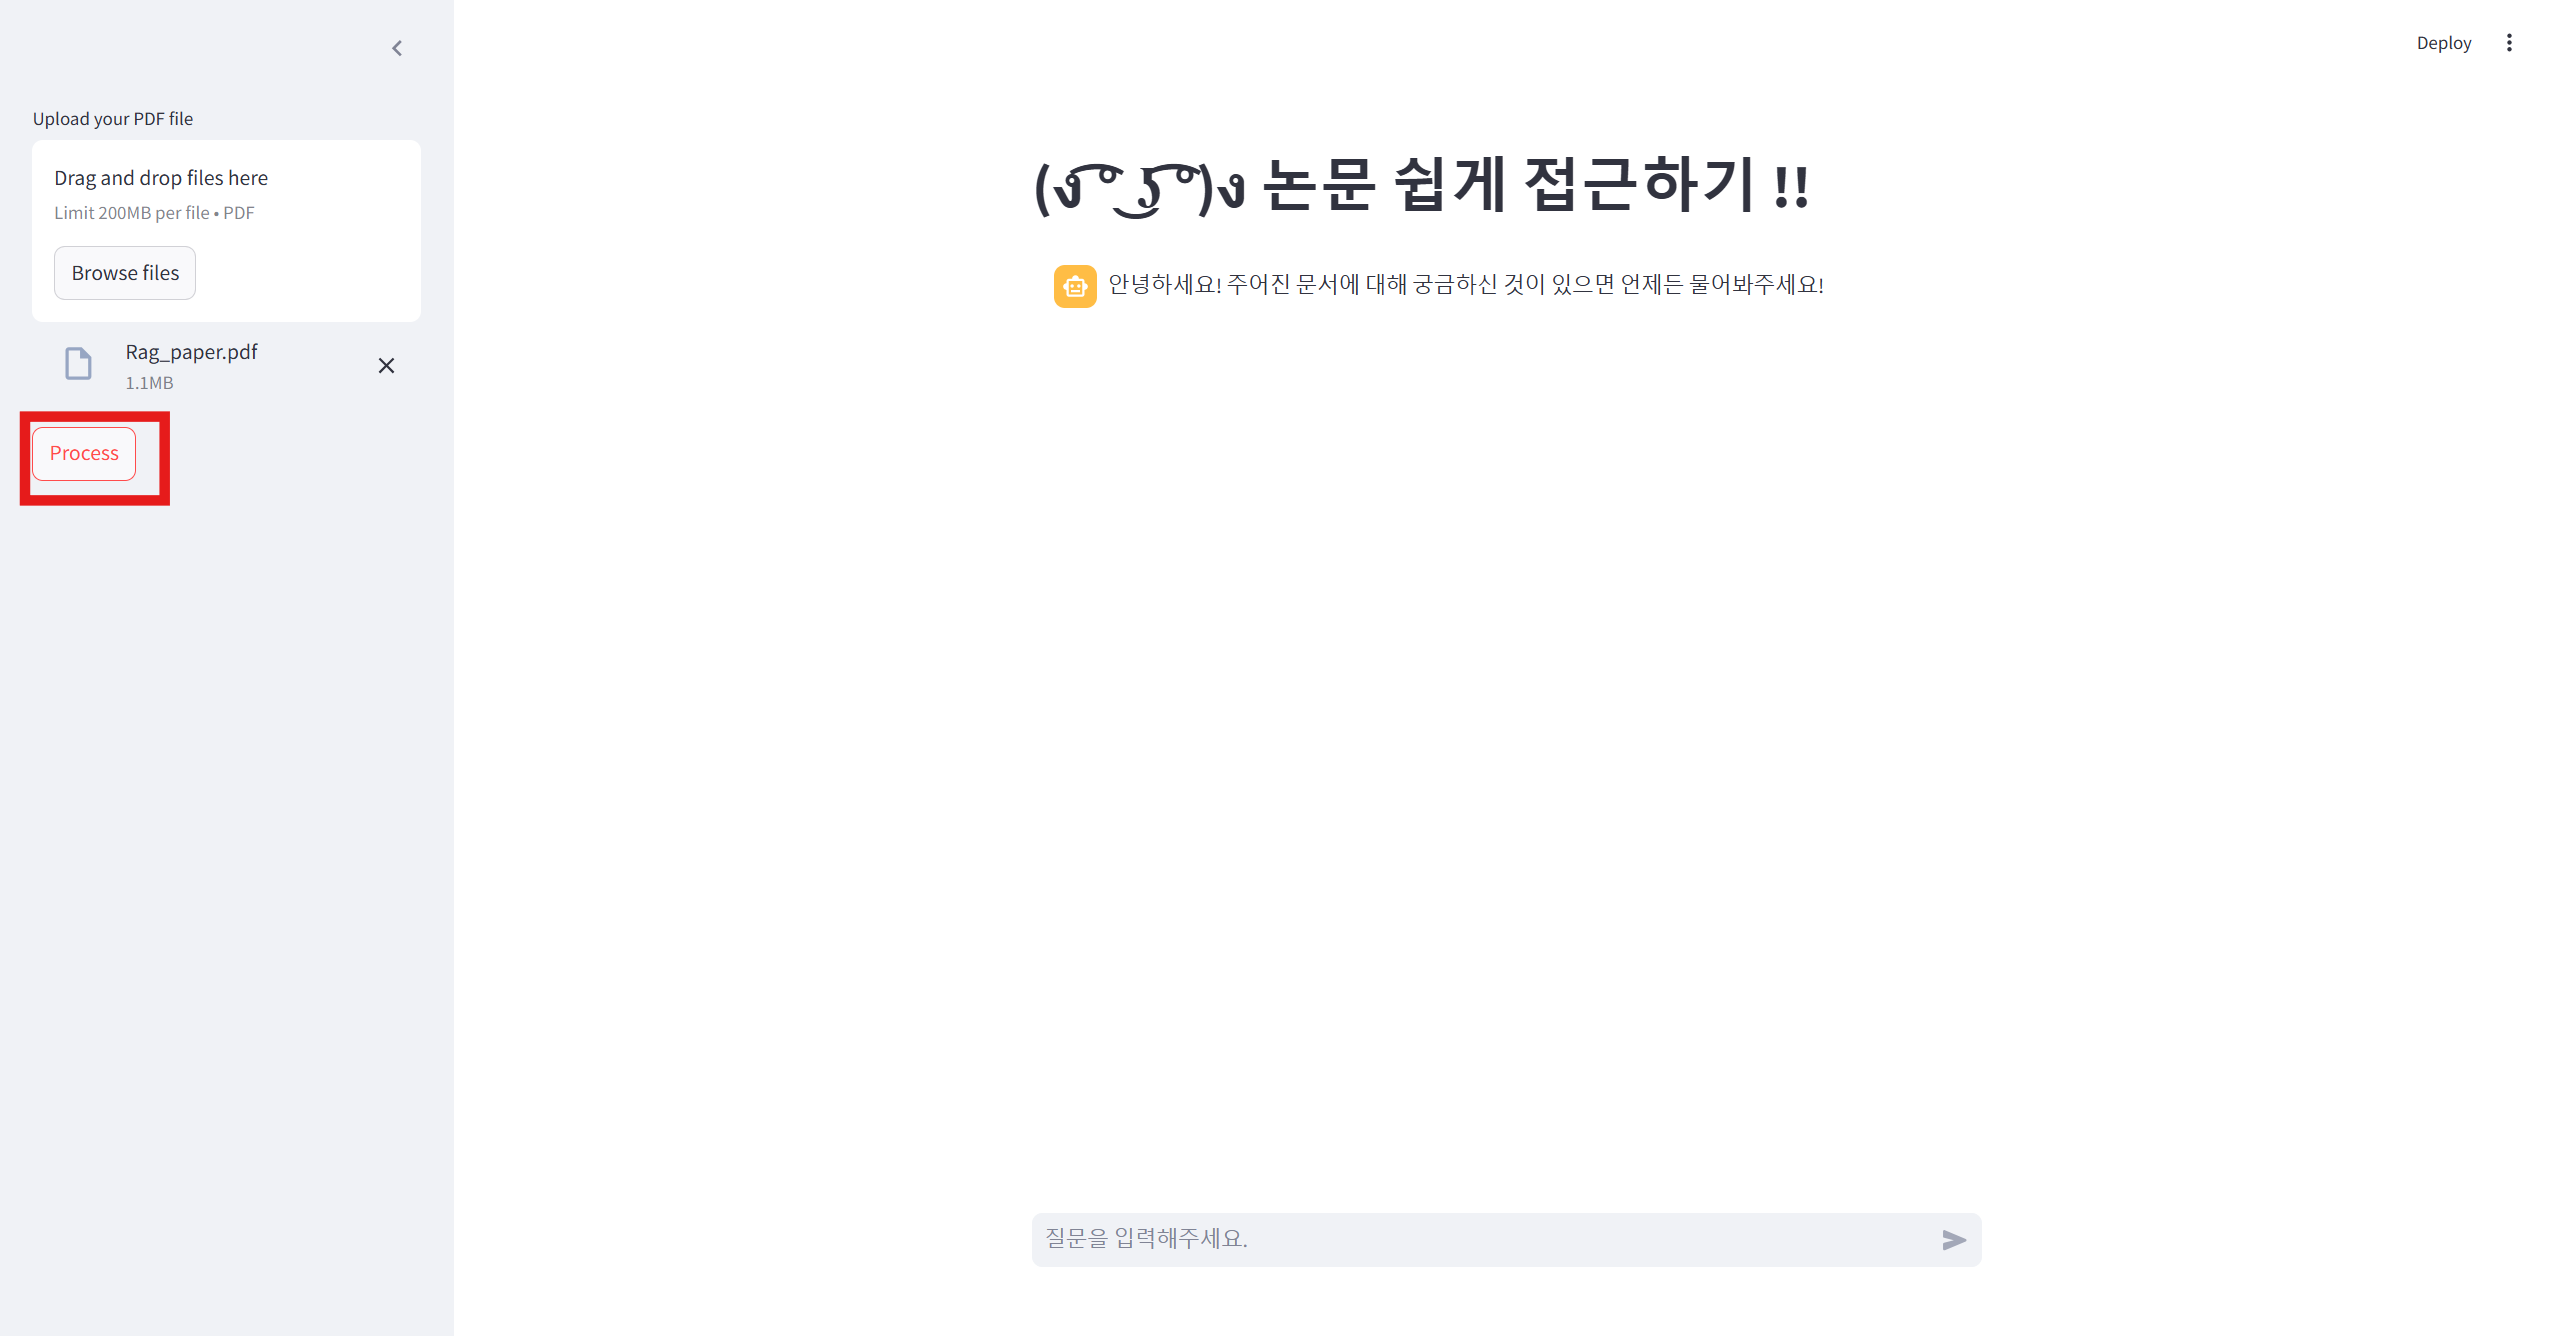 Deploy
Upload your PDF file
Drag and drop files here
Limit 200MB per file • PDF
Browse files
Rag_paper.pdf
1.1MB
Process
(ง ͡° ͜ʖ ͡°)ง 논문 쉽게 접근하기 !!
안녕하세요! 주어진 문서에 대해 궁금하신 것이 있으면 언제든 물어봐주세요!
질문을 입력해주세요.